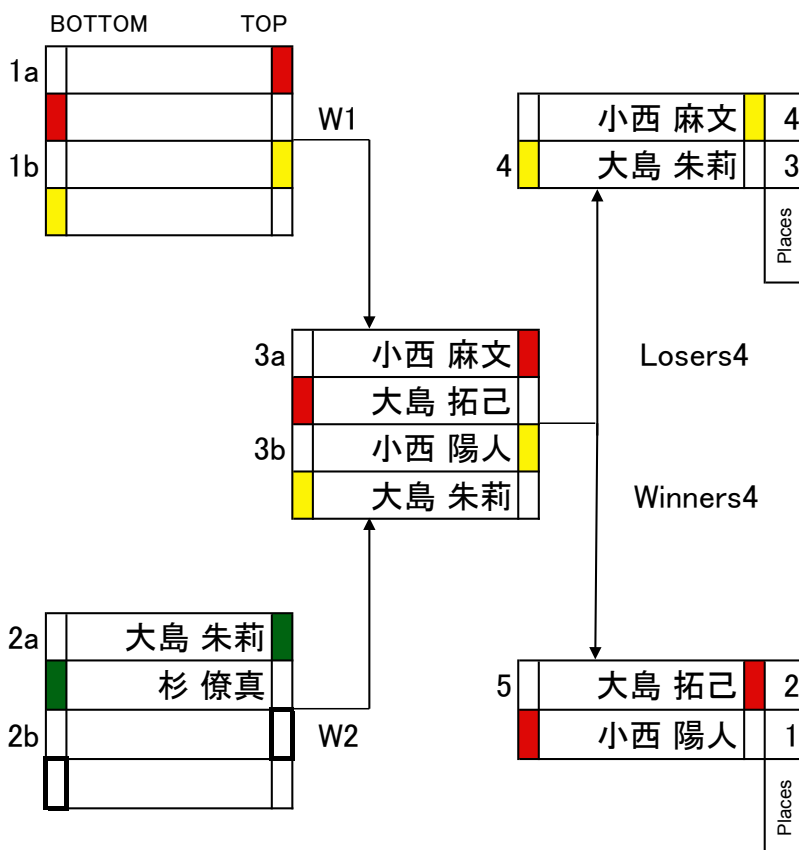 BOTTOM TOP
1a
W1
1b
小西 麻文 4
4 大島 朱莉 3
Places
3a 小西 麻文
大島 拓己
3b 小西 陽人
大島 朱莉
Losers4
Winners4
2a 大島 朱莉
杉 僚真
2b W2
5 大島 拓己 2
小西 陽人 1
Places